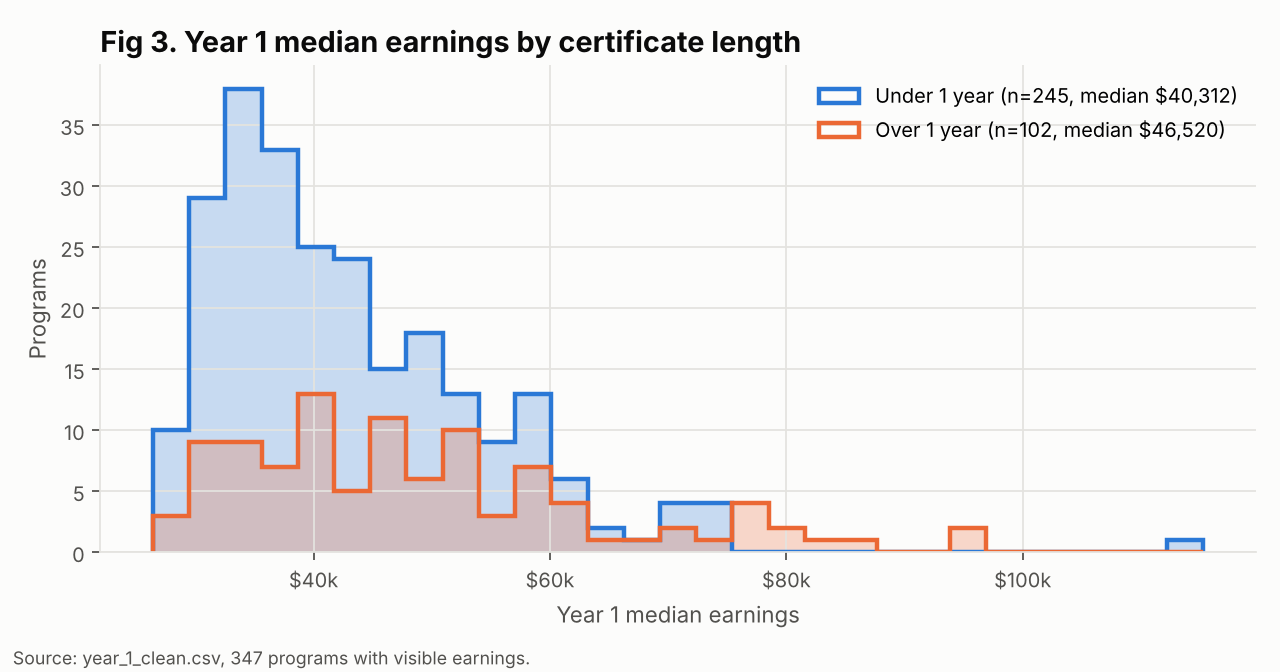 Fig 3. Year 1 median earnings by certificate length
Under 1 year (n=245, median $40,312)
Over 1 year (n=102, median $46,520)
Programs
35
30
25
20
15
10
5
0
$40k
$60k
$80k
$100k
Year 1 median earnings
Source: year_1_clean.csv, 347 programs with visible earnings.